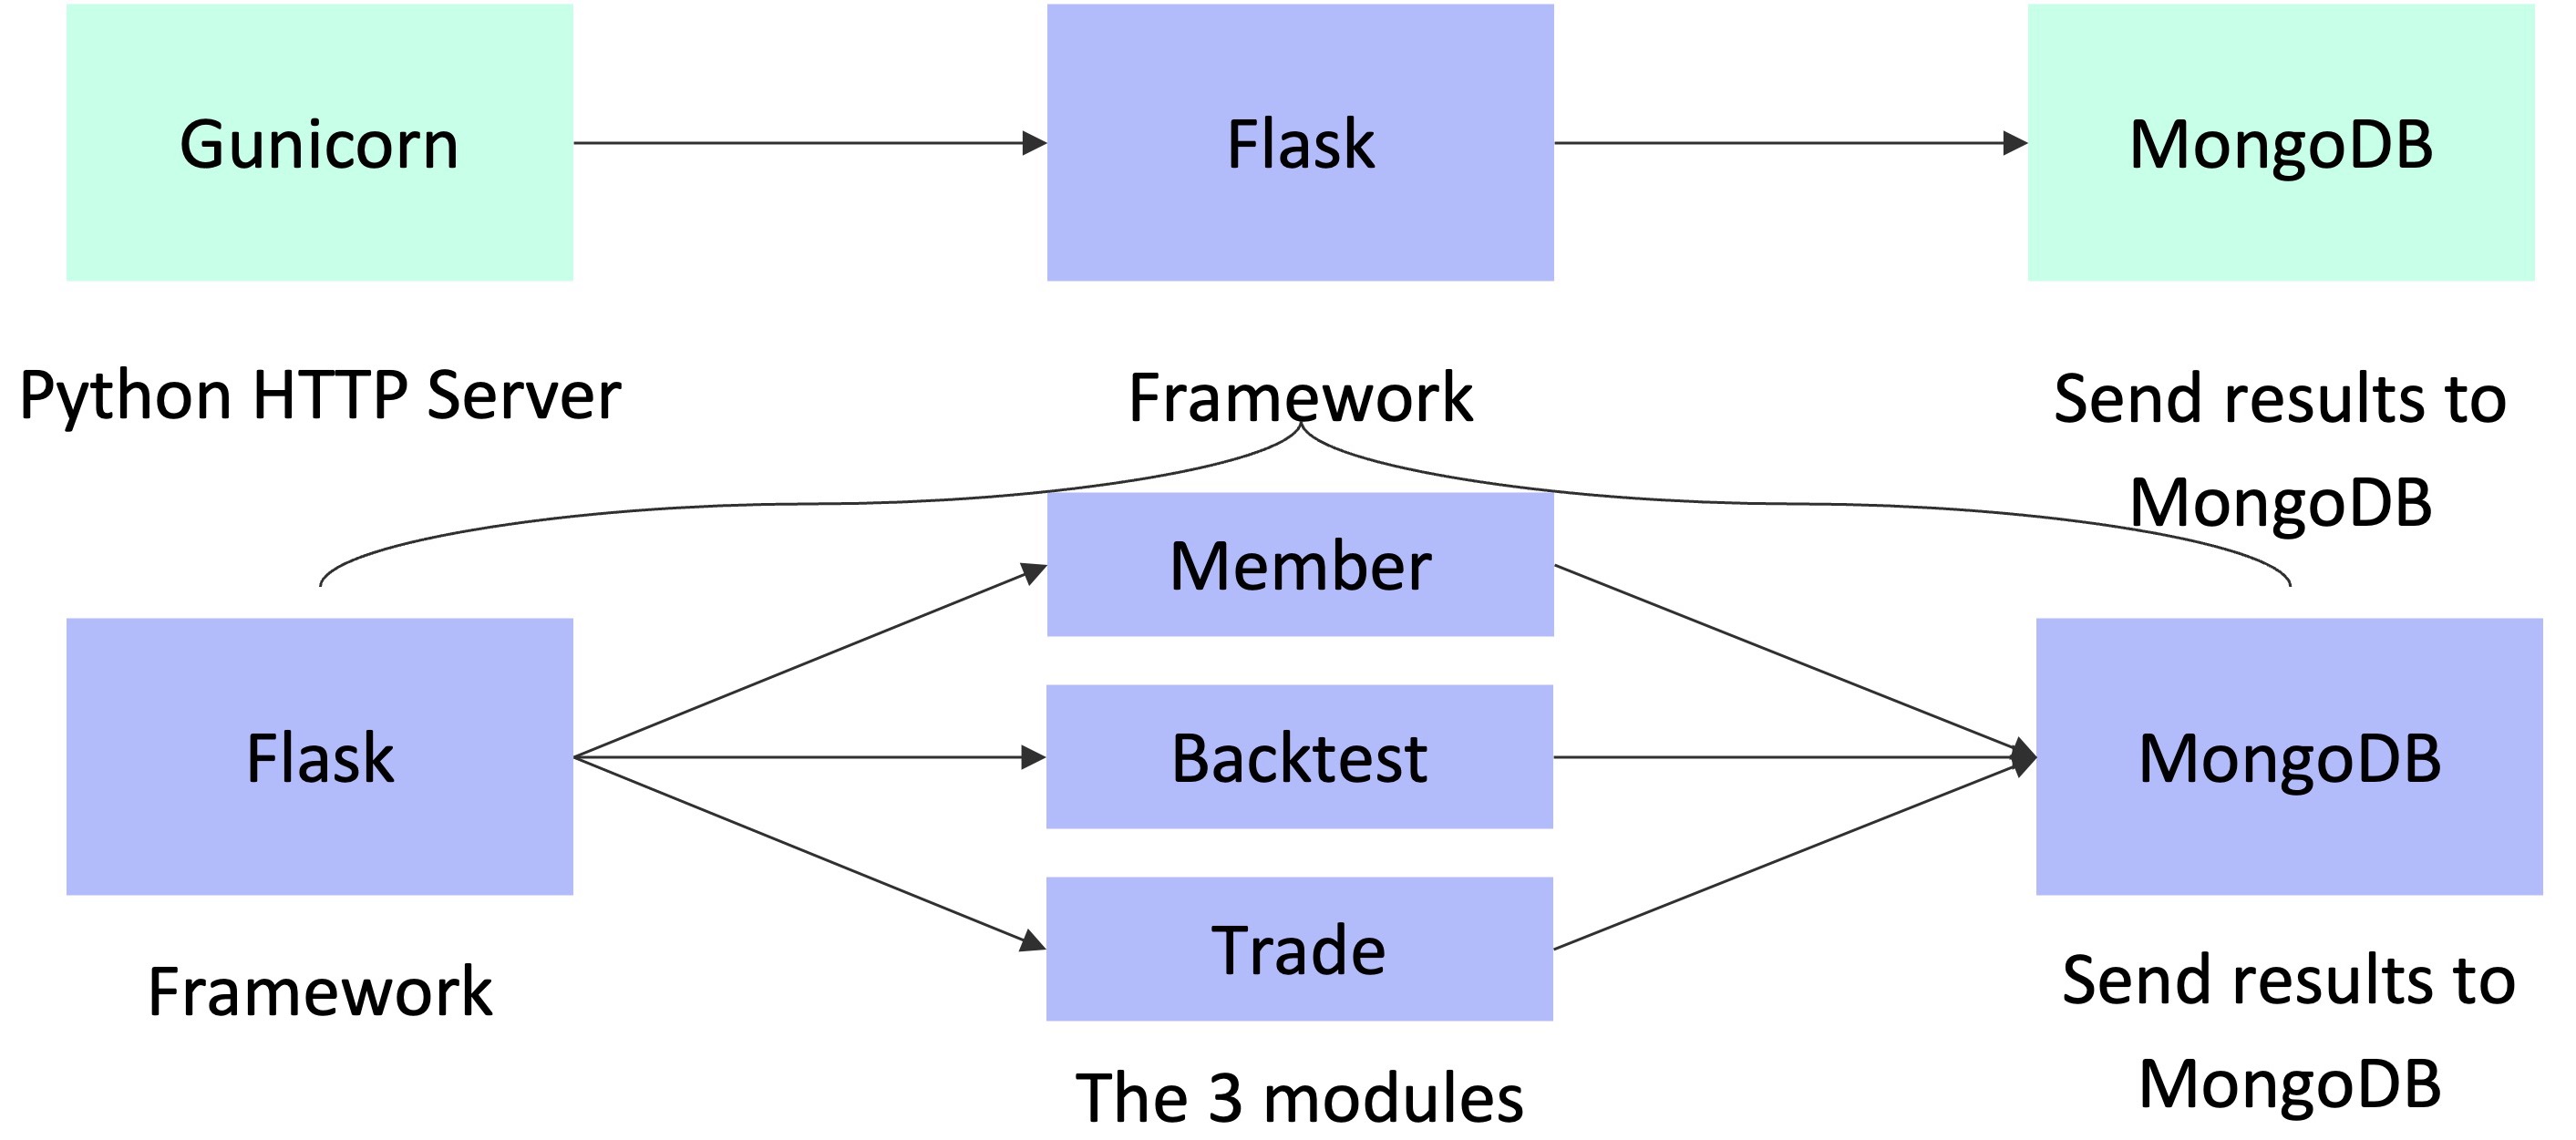 Gunicorn
Flask
MongoDB
Python HTTP Server
Framework
Send results to
MongoDB
Member
Flask
Backtest
MongoDB
Trade
Framework
Send results to
MongoDB
The 3 modules